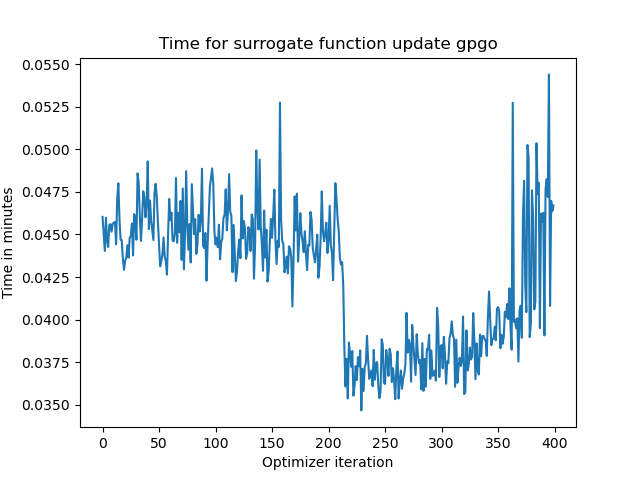 Time for surrogate function update gpgo
0.0550
0.0525
0.0500
0.0475
0.0450
0.0425
0.0400
0.0375
0.0350
Time in minutes
0 50 100 150 200 250 300 350 400
Optimizer iteration